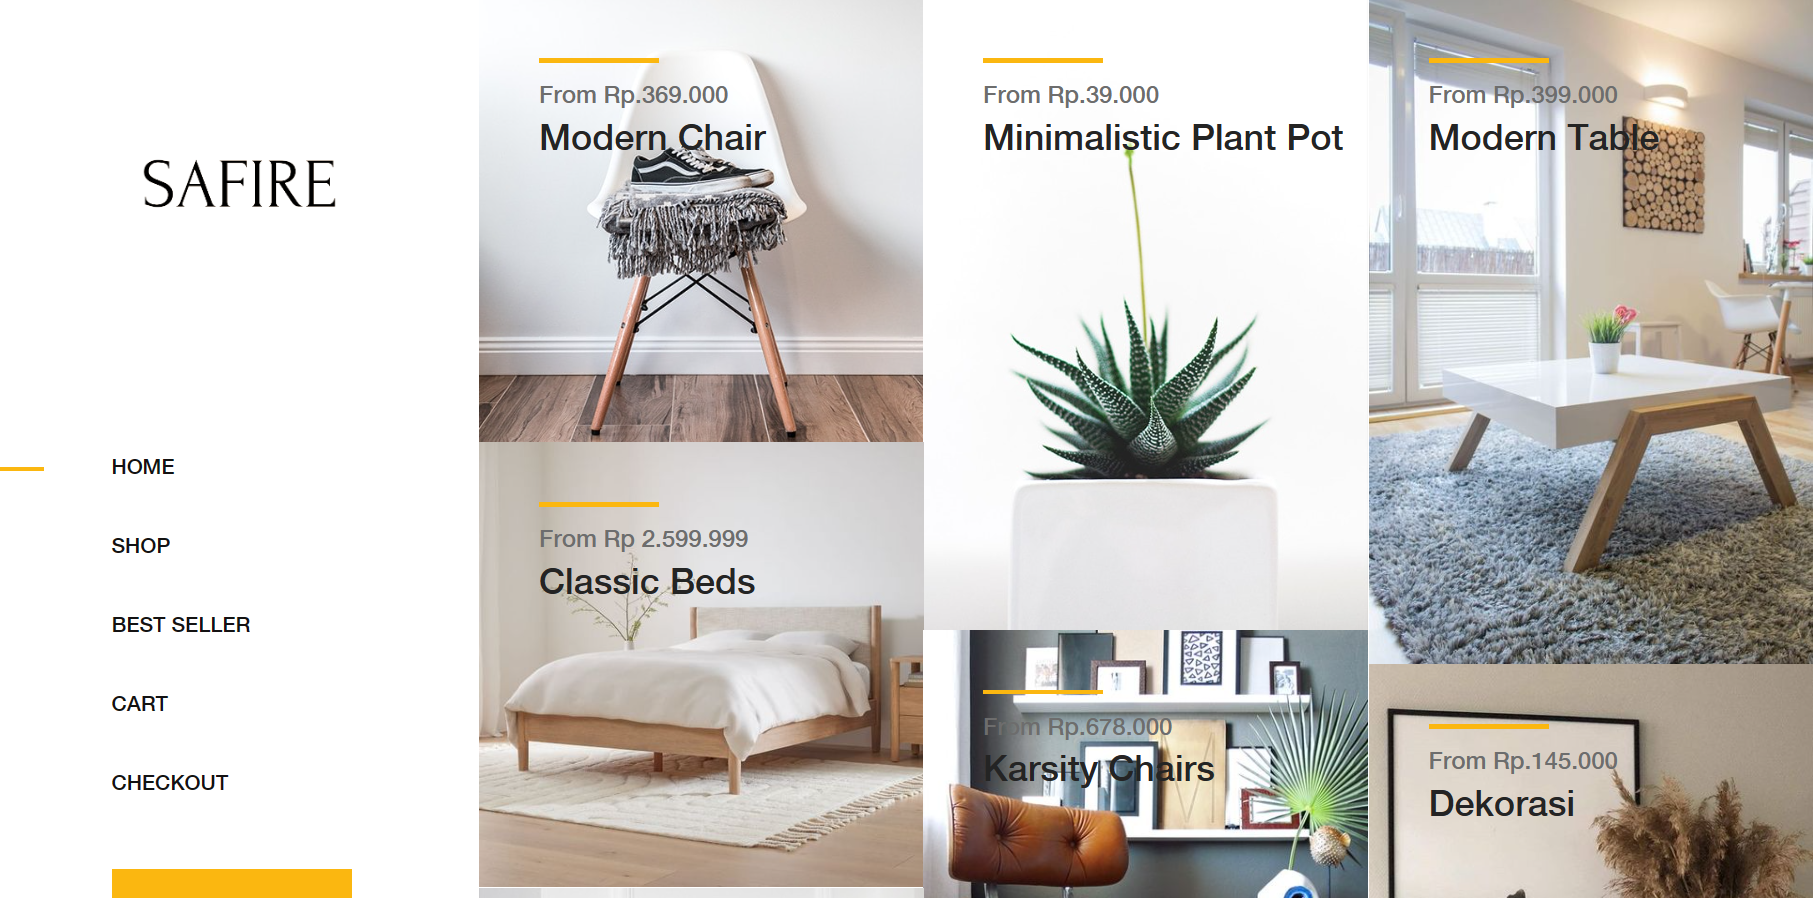 SAFIRE
HOME
SHOP
BEST SELLER
CART
CHECKOUT
From Rp.369.000
Modern Chair
From Rp 2.599.999
Classic Beds
From Rp.39.000
Minimalistic Plant Pot
From Rp.678.000
Karsity Chairs
From Rp.399.000
Modern Table
From Rp.145.000
Dekorasi